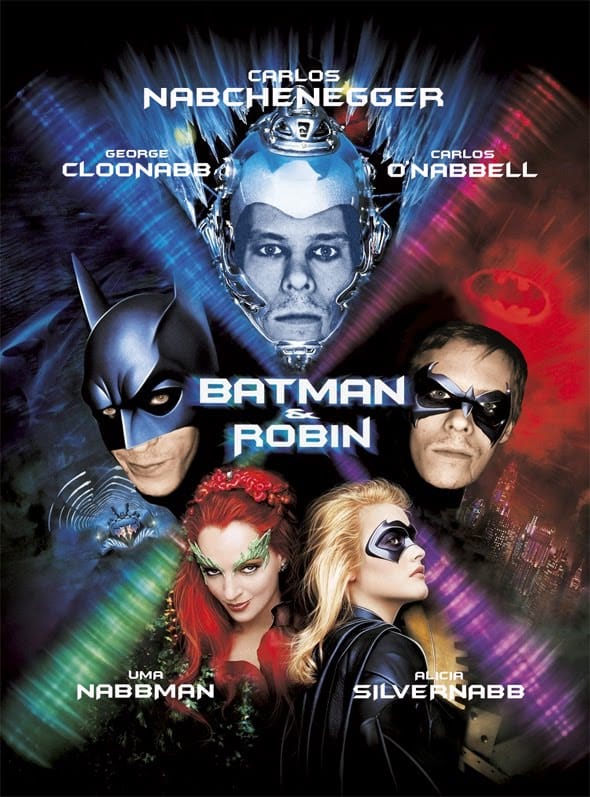 CARLOS
NABCHENEGGER
GEORGE
CLOONABB
CARLOS
O'NABBELL
BATMAN
&
ROBIN
UMA
NABBMAN
ALICIA
SILVERNABB